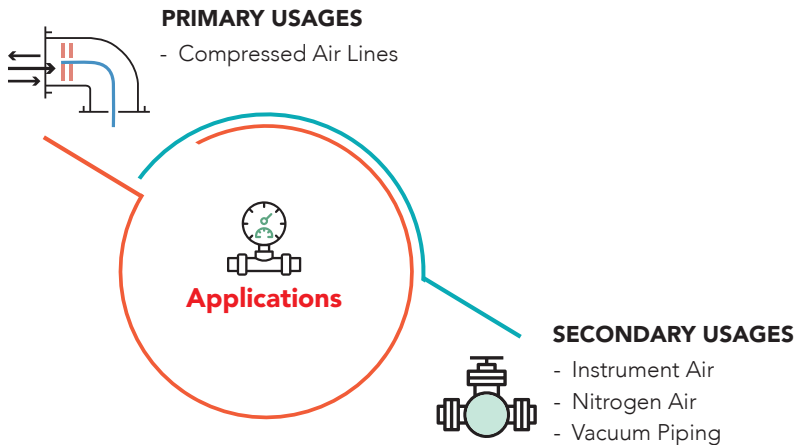 PRIMARY USAGES
- Compressed Air Lines
Applications
SECONDARY USAGES
- Instrument Air
- Nitrogen Air
- Vacuum Piping